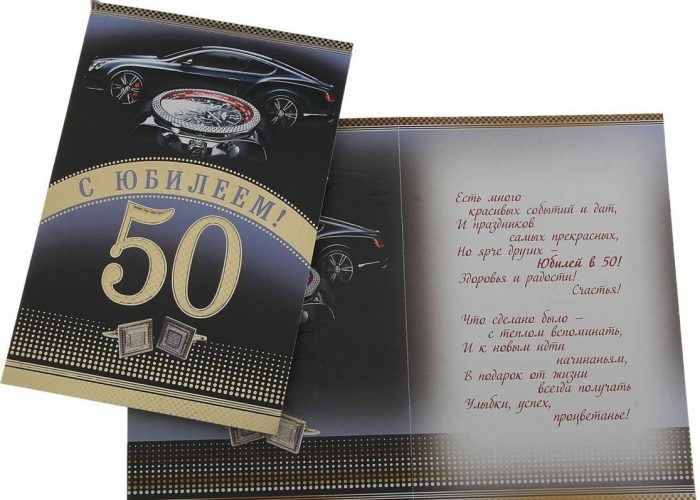 С ЮБИЛЕЕМ!
50
Есть много
красивых событий и дат,
И праздников
самых прекрасных,
Но ярче других –
Юбилей в 50!
Здоровья и радости!
Счастья!
Что сделано было –
с теплом вспоминать,
И к новым идти
начинаньям,
В подарок от жизни
всегда получать
Улыбки, успех,
процветанье!